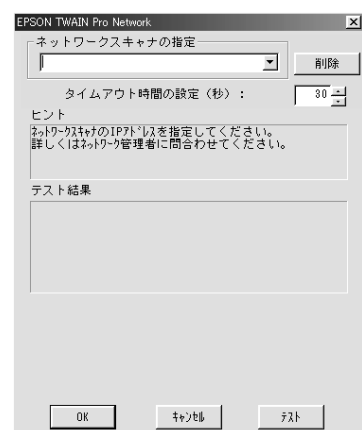 EPSON TWAIN Pro Network
ネットワークスキャナの指定
削除
タイムアウト時間の設定（秒）：
30
ヒント
ﾈｯﾄﾜｰｸｽｷｬﾅのIPｱﾄﾞﾚｽを指定してください。
詳しくはﾈｯﾄﾜｰｸ管理者に問合わせてください。
テスト結果
OK
ｷｬﾝｾﾙ
ﾃｽﾄ